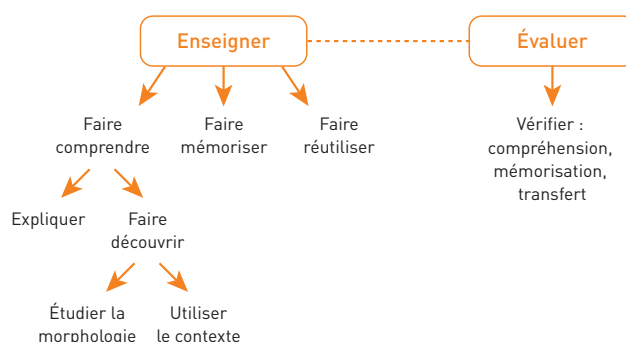 Enseigner
Évaluer
Faire
comprendre
Faire
mémoriser
Faire
réutiliser
Vérifier :
compréhension,
mémorisation,
transfert
Expliquer
Faire
découvrir
Étudier la
morphologie
Utiliser
le contexte